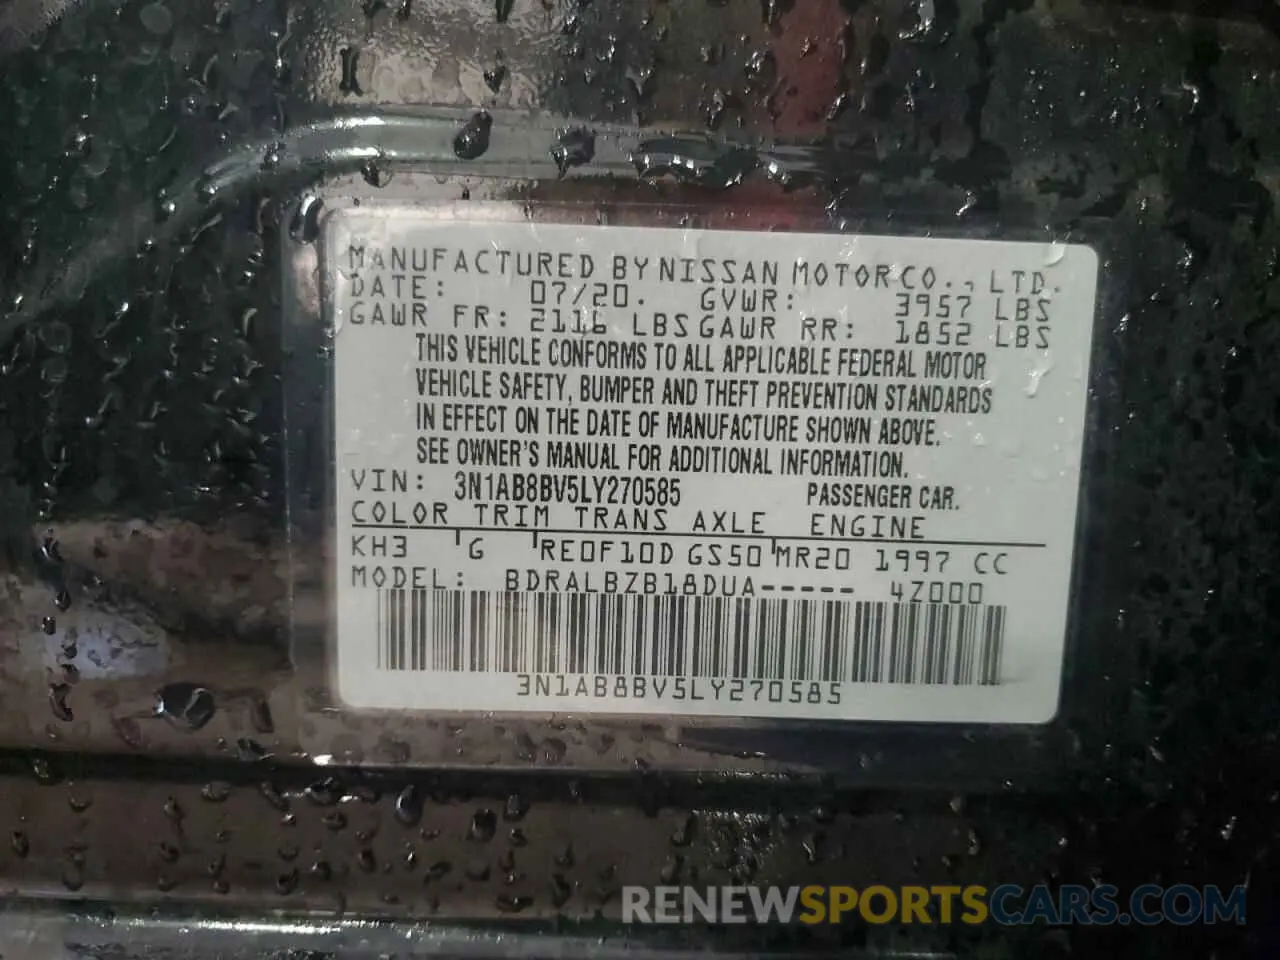 MANUFACTURED BY NISSAN MOTOR CO., LTD.
DATE: 07/20. GVWR: 3957 LBS
GAWR FR: 2116 LBS GAWR RR: 1852 LBS
THIS VEHICLE CONFORMS TO ALL APPLICABLE FEDERAL MOTOR
VEHICLE SAFETY, BUMPER AND THEFT PREVENTION STANDARDS
IN EFFECT ON THE DATE OF MANUFACTURE SHOWN ABOVE.
SEE OWNER'S MANUAL FOR ADDITIONAL INFORMATION.
VIN: 3N1AB8BV5LY270585 PASSENGER CAR.
COLOR TRIM TRANS AXLE ENGINE
KH3 G RE0F10D GS50 MR20 1997 CC
MODEL: BDRALBZB18DUA----- 4Z000
3N1AB8BV5LY270585
RENEWSPORTSCARS.COM